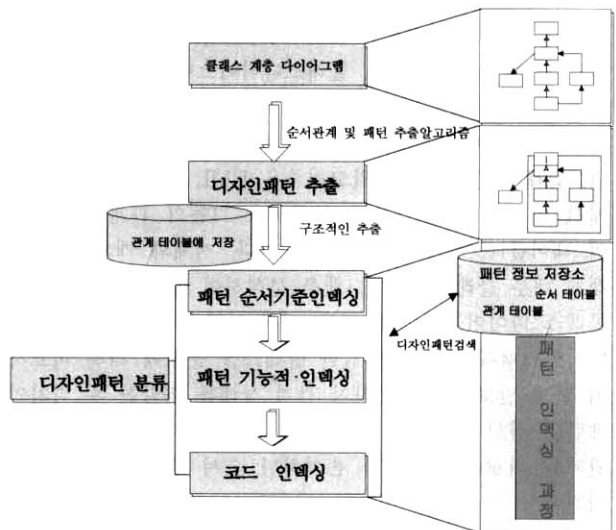 클래스 계층 다이어그램
순서관계 및 패턴 추출알고리즘
디자인패턴 추출
관계 테이블에 저장
구조적인 추출
패턴 정보 저장소
순서 테이블
관계 테이블
패턴 순서기준인덱싱
디자인패턴검색
디자인패턴 분류
패턴 기능적·인덱싱
코드 인덱싱
패턴 인덱싱 과정